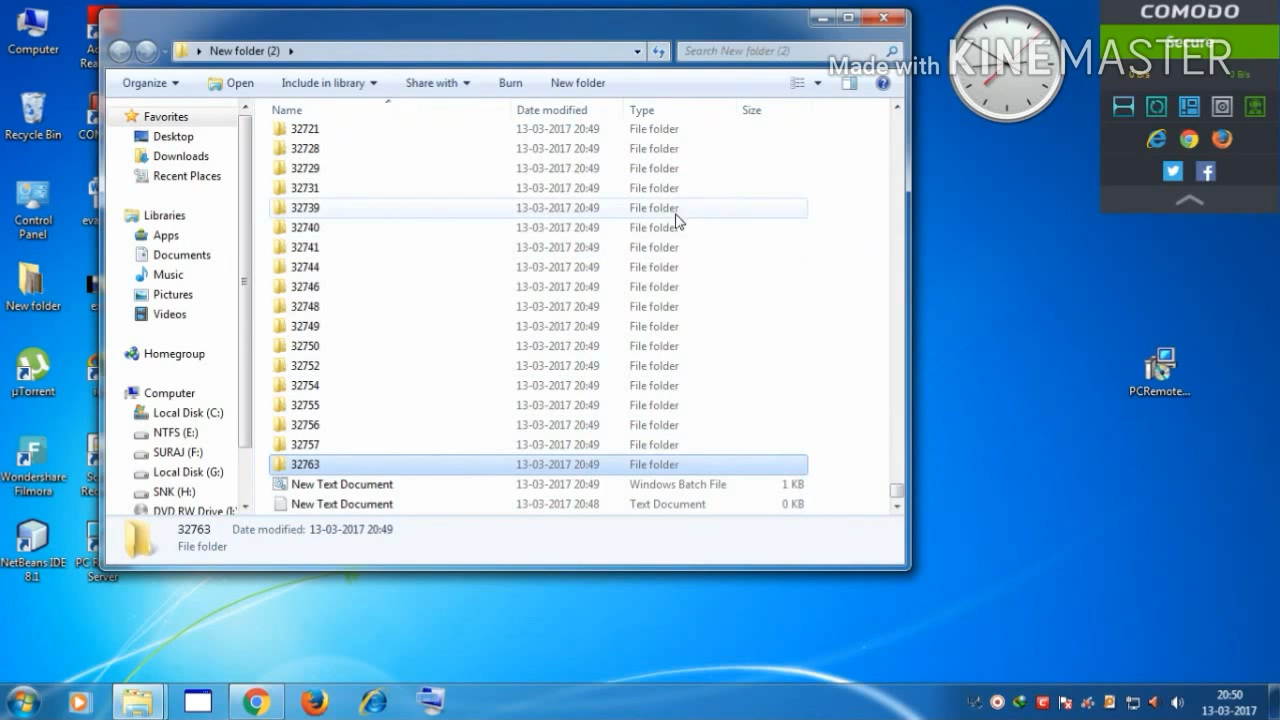 Computer
Recycle Bin
Control
Panel
New folder
µTorrent
Wondershare
Filmora
NetBeans IDE
8.1
Server
New folder (2)
Search New folder (2)
Organize
Open
Include in library
Share with
Burn
New folder
Favorites
Desktop
Downloads
Recent Places
Libraries
Apps
Documents
Music
Pictures
Videos
Homegroup
Computer
Local Disk (C:)
NTFS (E:)
SURAJ (F:)
Local Disk (G:)
SNK (H:)
DVD RW Drive (I:
Name Date modified Type Size
32721 13-03-2017 20:49 File folder
32728 13-03-2017 20:49 File folder
32729 13-03-2017 20:49 File folder
32731 13-03-2017 20:49 File folder
32739 13-03-2017 20:49 File folder
32740 13-03-2017 20:49 File folder
32741 13-03-2017 20:49 File folder
32744 13-03-2017 20:49 File folder
32746 13-03-2017 20:49 File folder
32748 13-03-2017 20:49 File folder
32749 13-03-2017 20:49 File folder
32750 13-03-2017 20:49 File folder
32752 13-03-2017 20:49 File folder
32754 13-03-2017 20:49 File folder
32755 13-03-2017 20:49 File folder
32756 13-03-2017 20:49 File folder
32757 13-03-2017 20:49 File folder
32763 13-03-2017 20:49 File folder
New Text Document 13-03-2017 20:49 Windows Batch File 1 KB
New Text Document 13-03-2017 20:48 Text Document 0 KB
32763 Date modified: 13-03-2017 20:49
File folder
Made with KINEMASTER
COMODO
Secure
PCRemote...
20:50
13-03-2017